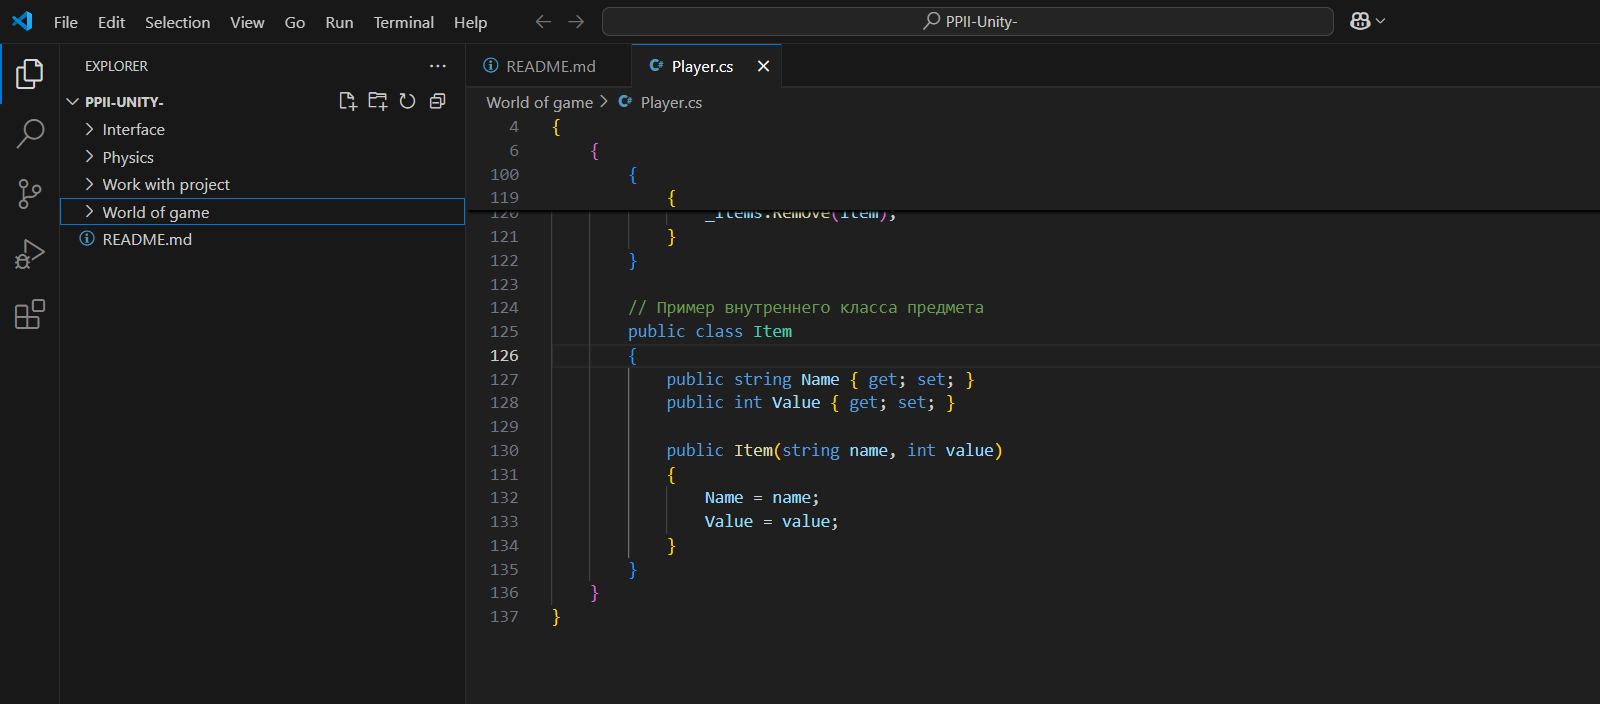 File Edit Selection View Go Run Terminal Help
PPII-Unity-
EXPLORER
PPII-UNITY-
Interface
Physics
Work with project
World of game
README.md
README.md
C# Player.cs
World of game > C# Player.cs
4 {
6 {
100 {
119 {
120 _items.Remove(item);
121 }
122 }
123
124 // Пример внутреннего класса предмета
125 public class Item
126 {
127 public string Name { get; set; }
128 public int Value { get; set; }
129
130 public Item(string name, int value)
131 {
132 Name = name;
133 Value = value;
134 }
135 }
136 }
137 }